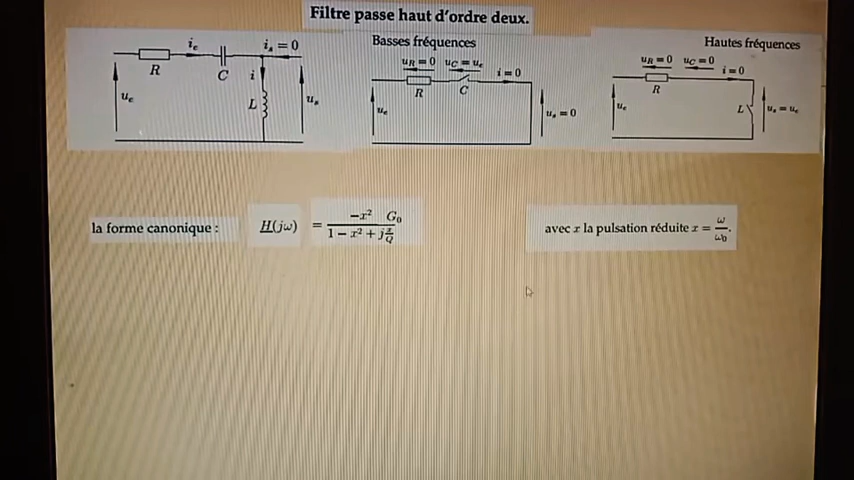 Filtre passe haut d'ordre deux.
i_e
i_s = 0
R
C
i
L
u_e
u_s
Basses fréquences
u_R = 0 u_C = u_e
i = 0
R
C
u_e
u_s = 0
Hautes fréquences
u_R = 0 u_C = 0
i = 0
R
L
u_e
u_s = u_e
la forme canonique : H(jω) = (−x² G₀) / (1 − x² + j x/Q)
avec x la pulsation réduite x = ω/ω₀.